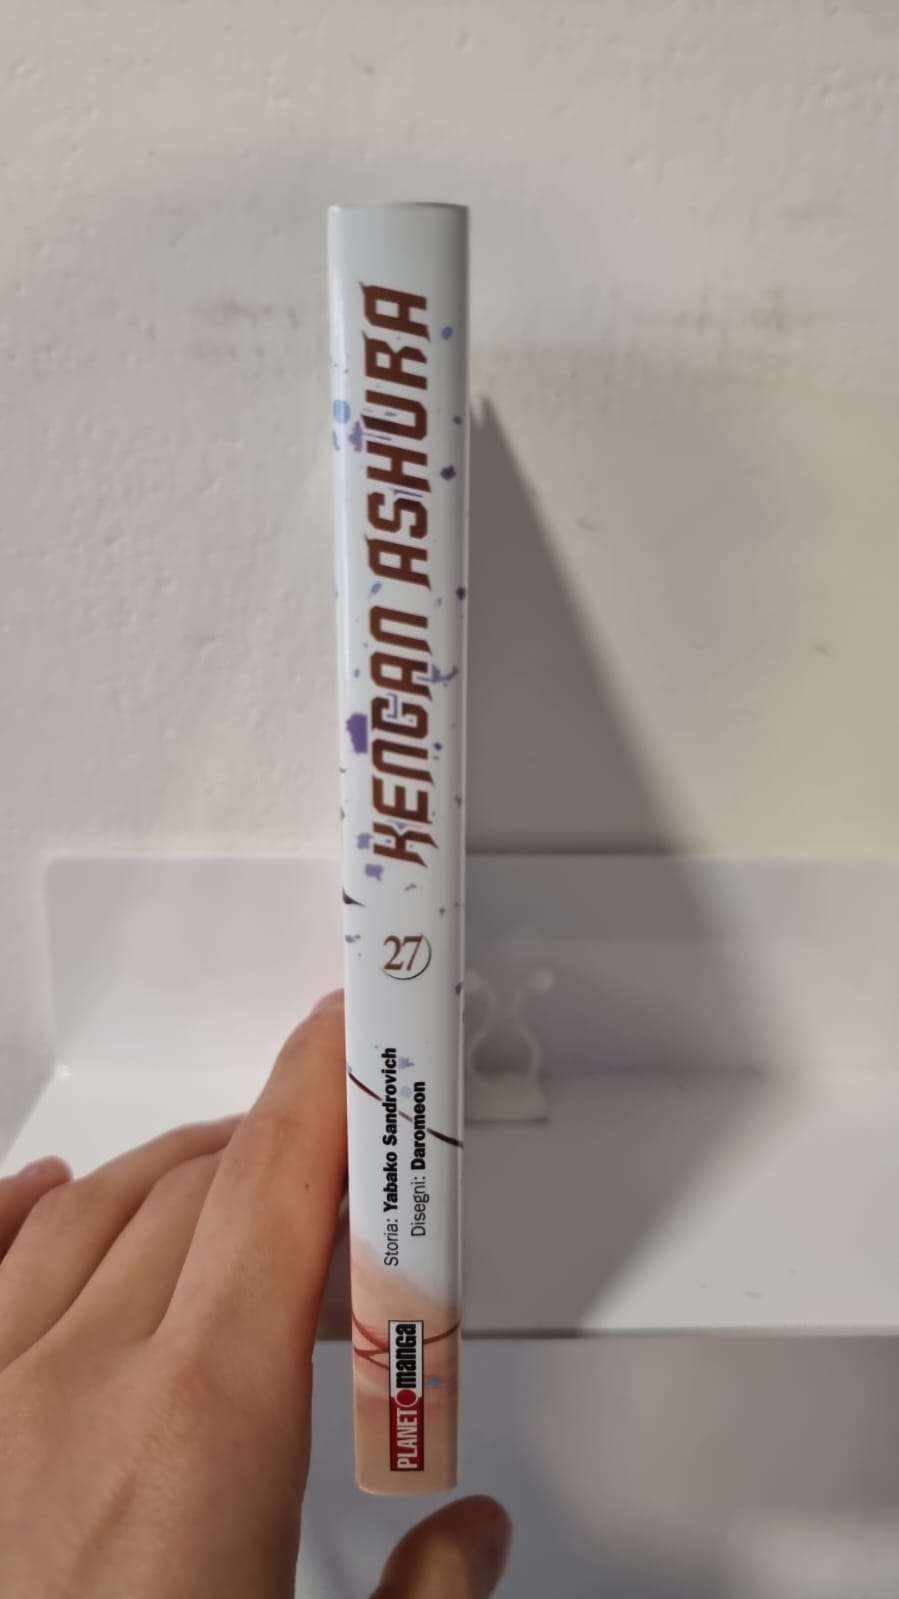 KENGAN ASHURA
27
Storia: Yabako Sandrovich
Disegni: Daromeon
PLANET manga